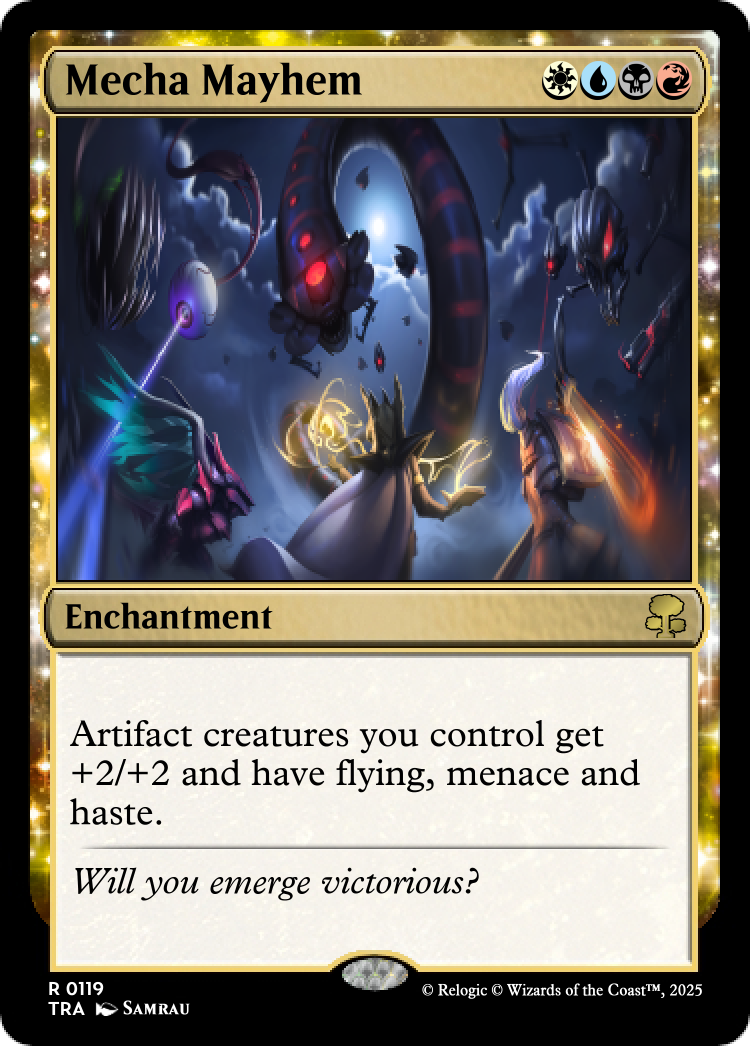 Mecha Mayhem
Enchantment
Artifact creatures you control get
+2/+2 and have flying, menace and
haste.
Will you emerge victorious?
R 0119
TRA SAMRAU
© Relogic © Wizards of the Coast™, 2025